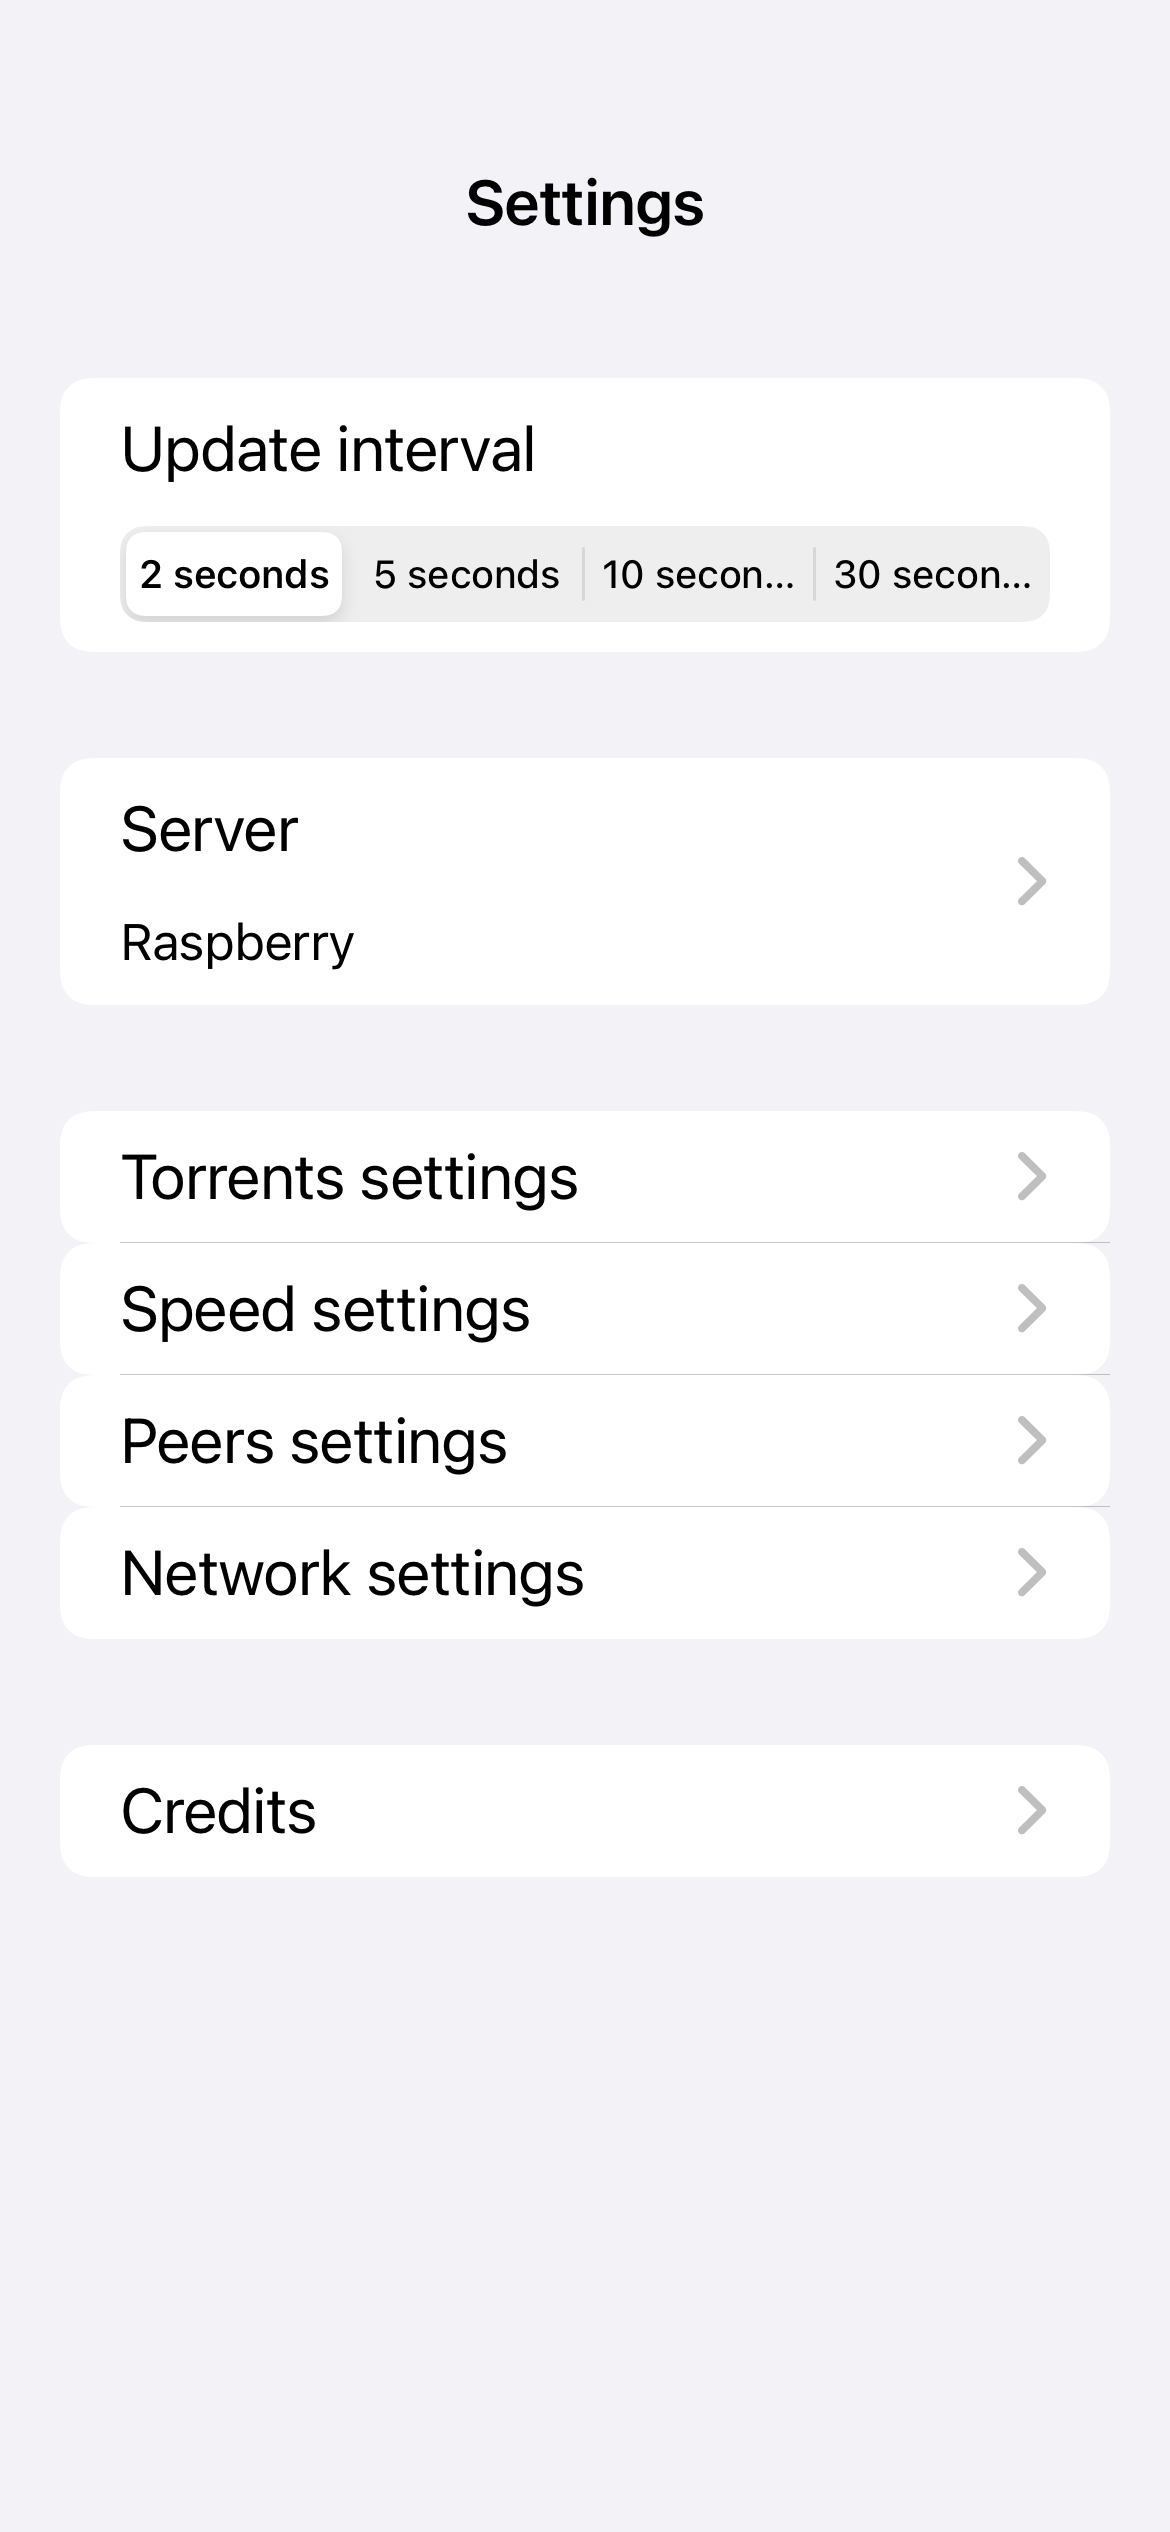 Settings
Update interval
2 seconds 5 seconds 10 secon... 30 secon...
Server
Raspberry
Torrents settings
Speed settings
Peers settings
Network settings
Credits